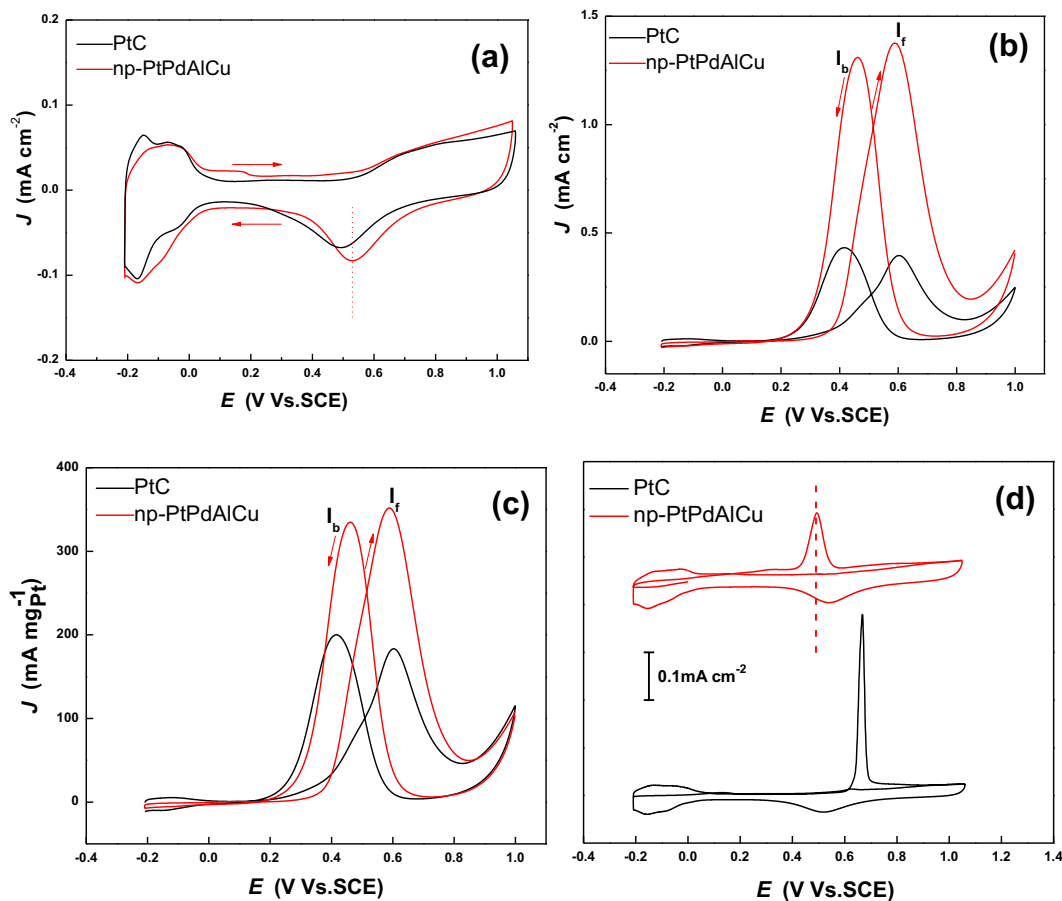 PtC
np-PtPdAlCu
(a)
0.2
0.1
0.0
-0.1
-0.2
J (mA cm-2)
-0.4 -0.2 0.0 0.2 0.4 0.6 0.8 1.0
E (V Vs.SCE)
PtC
np-PtPdAlCu
(b)
If
Ib
1.5
1.0
0.5
0.0
J (mA cm-2)
-0.4 -0.2 0.0 0.2 0.4 0.6 0.8 1.0
E (V Vs.SCE)
PtC
np-PtPdAlCu
(c)
If
Ib
400
300
200
100
0
J (mA mg-1Pt)
-0.4 -0.2 0.0 0.2 0.4 0.6 0.8 1.0
E (V Vs.SCE)
PtC
np-PtPdAlCu
(d)
0.1mA cm-2
-0.4 -0.2 0.0 0.2 0.4 0.6 0.8 1.0 1.2 1.4
E (V Vs.SCE)